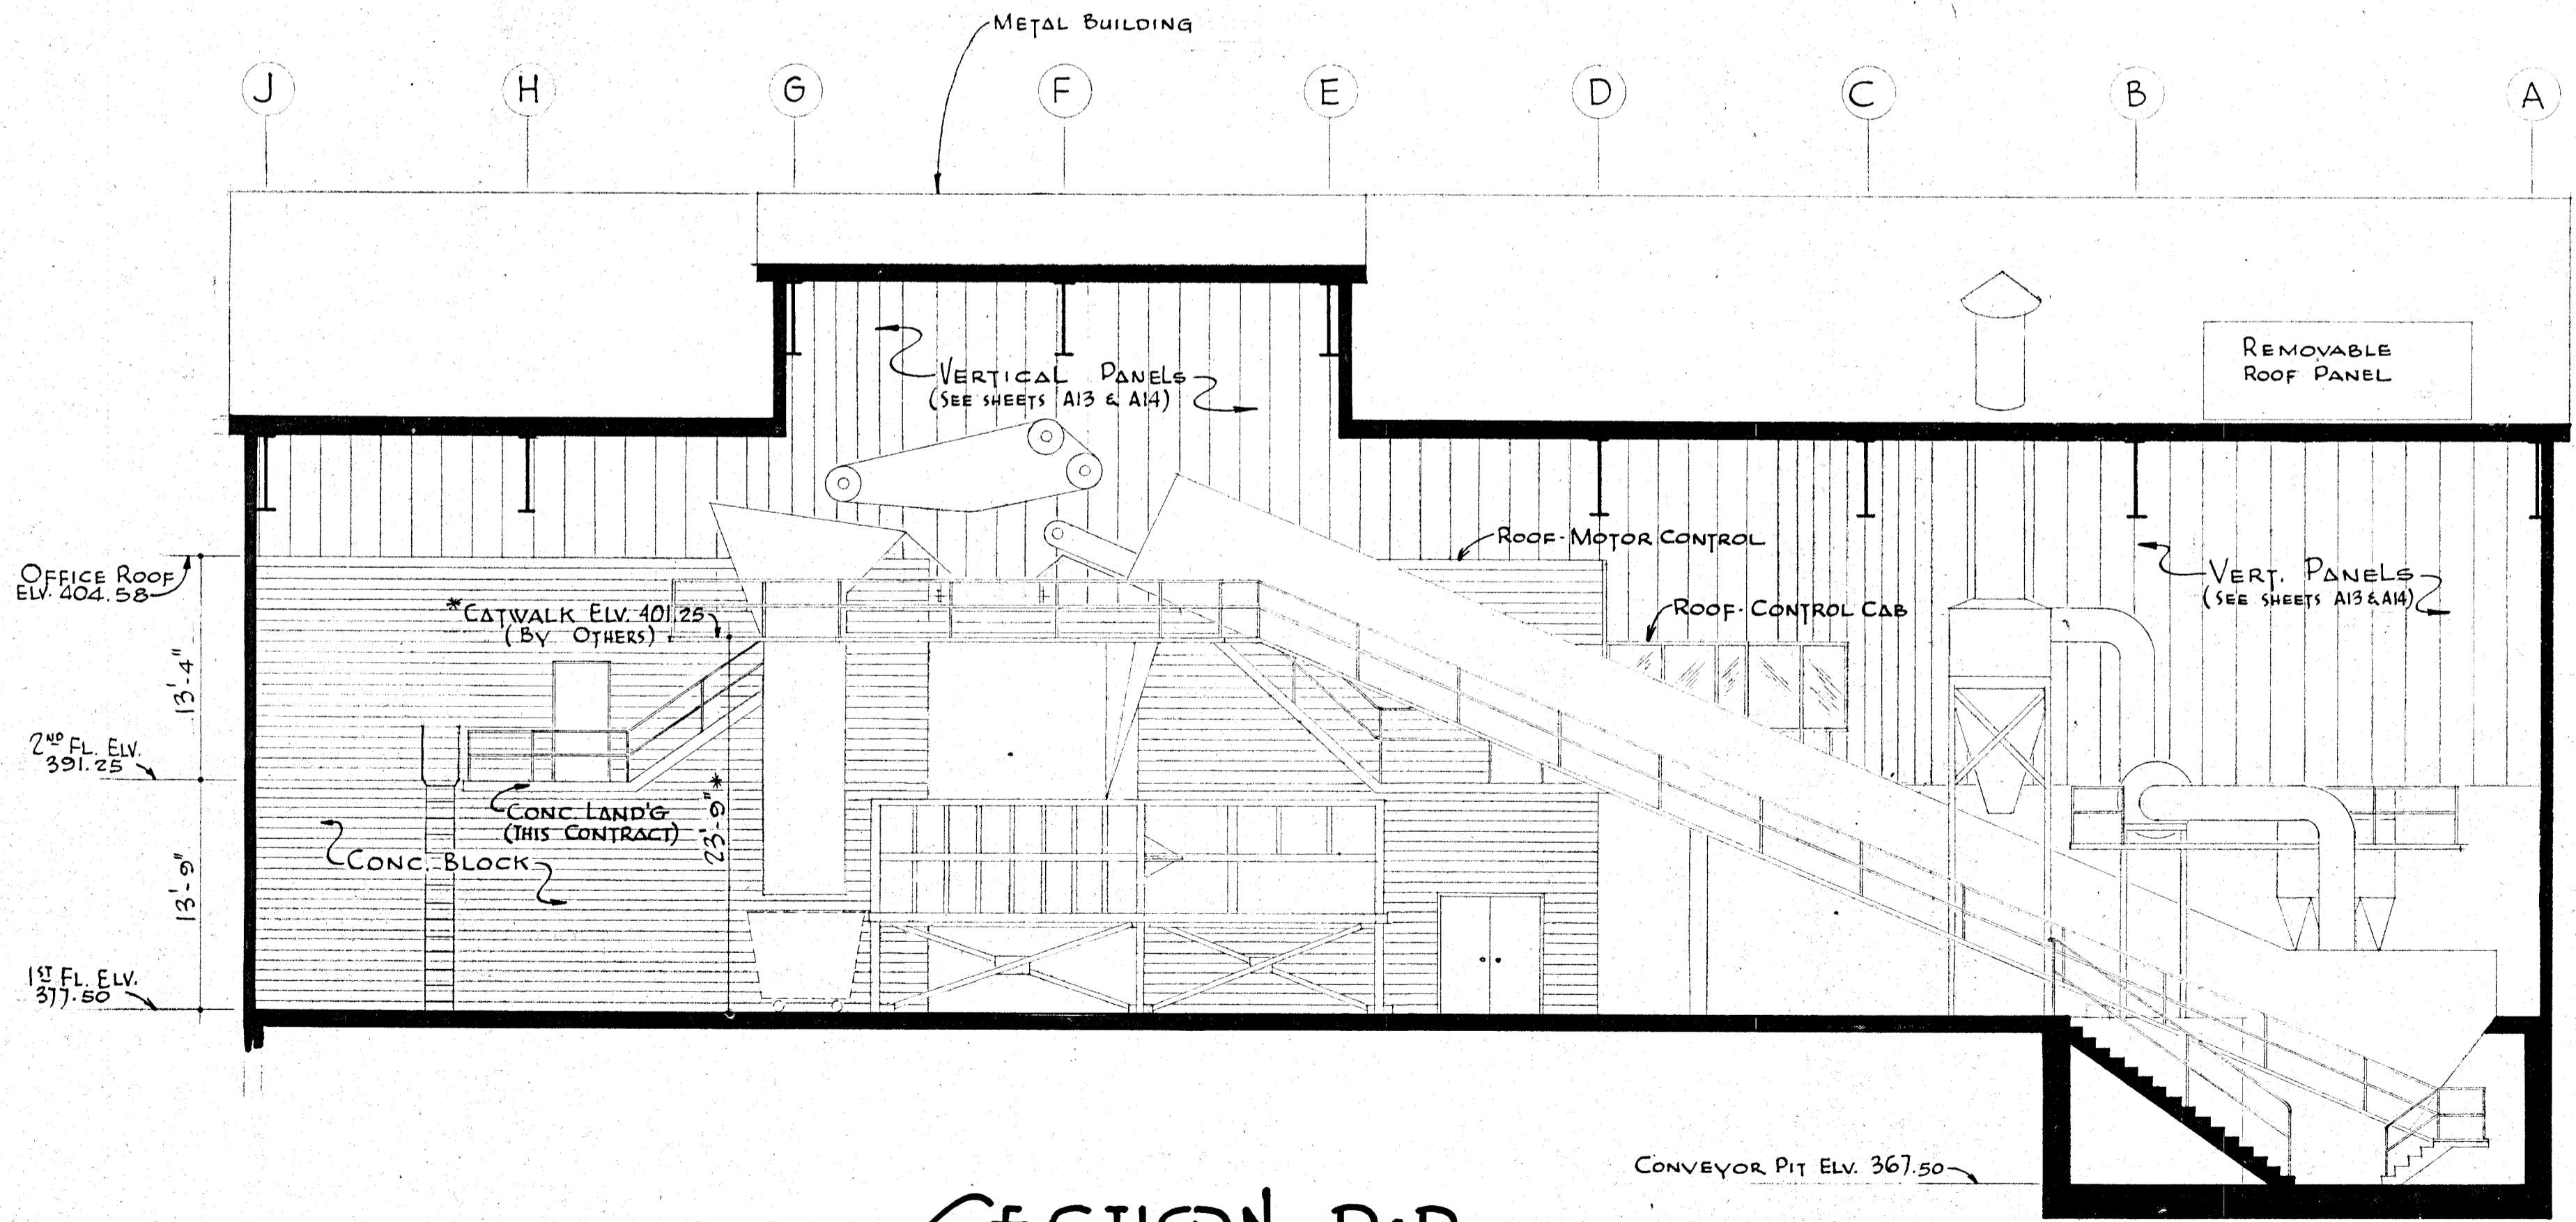 METAL BUILDING
J H G F E D C B A
REMOVABLE
ROOF PANEL
VERTICAL PANELS
(SEE SHEETS A13 & A14)
ROOF-MOTOR CONTROL
OFFICE ROOF
ELV. 404.58
VERT. PANELS
(SEE SHEETS A13 & A14)
*CATWALK ELV. 401.25
(BY OTHERS)
ROOF-CONTROL CAB
13'-4"
2ND FL. ELV.
391.25
CONC. LAND'G
(THIS CONTRACT)
23'-9"*
CONC. BLOCK
13'-9"
1ST FL. ELV.
377.50
CONVEYOR PIT ELV. 367.50
SECTION